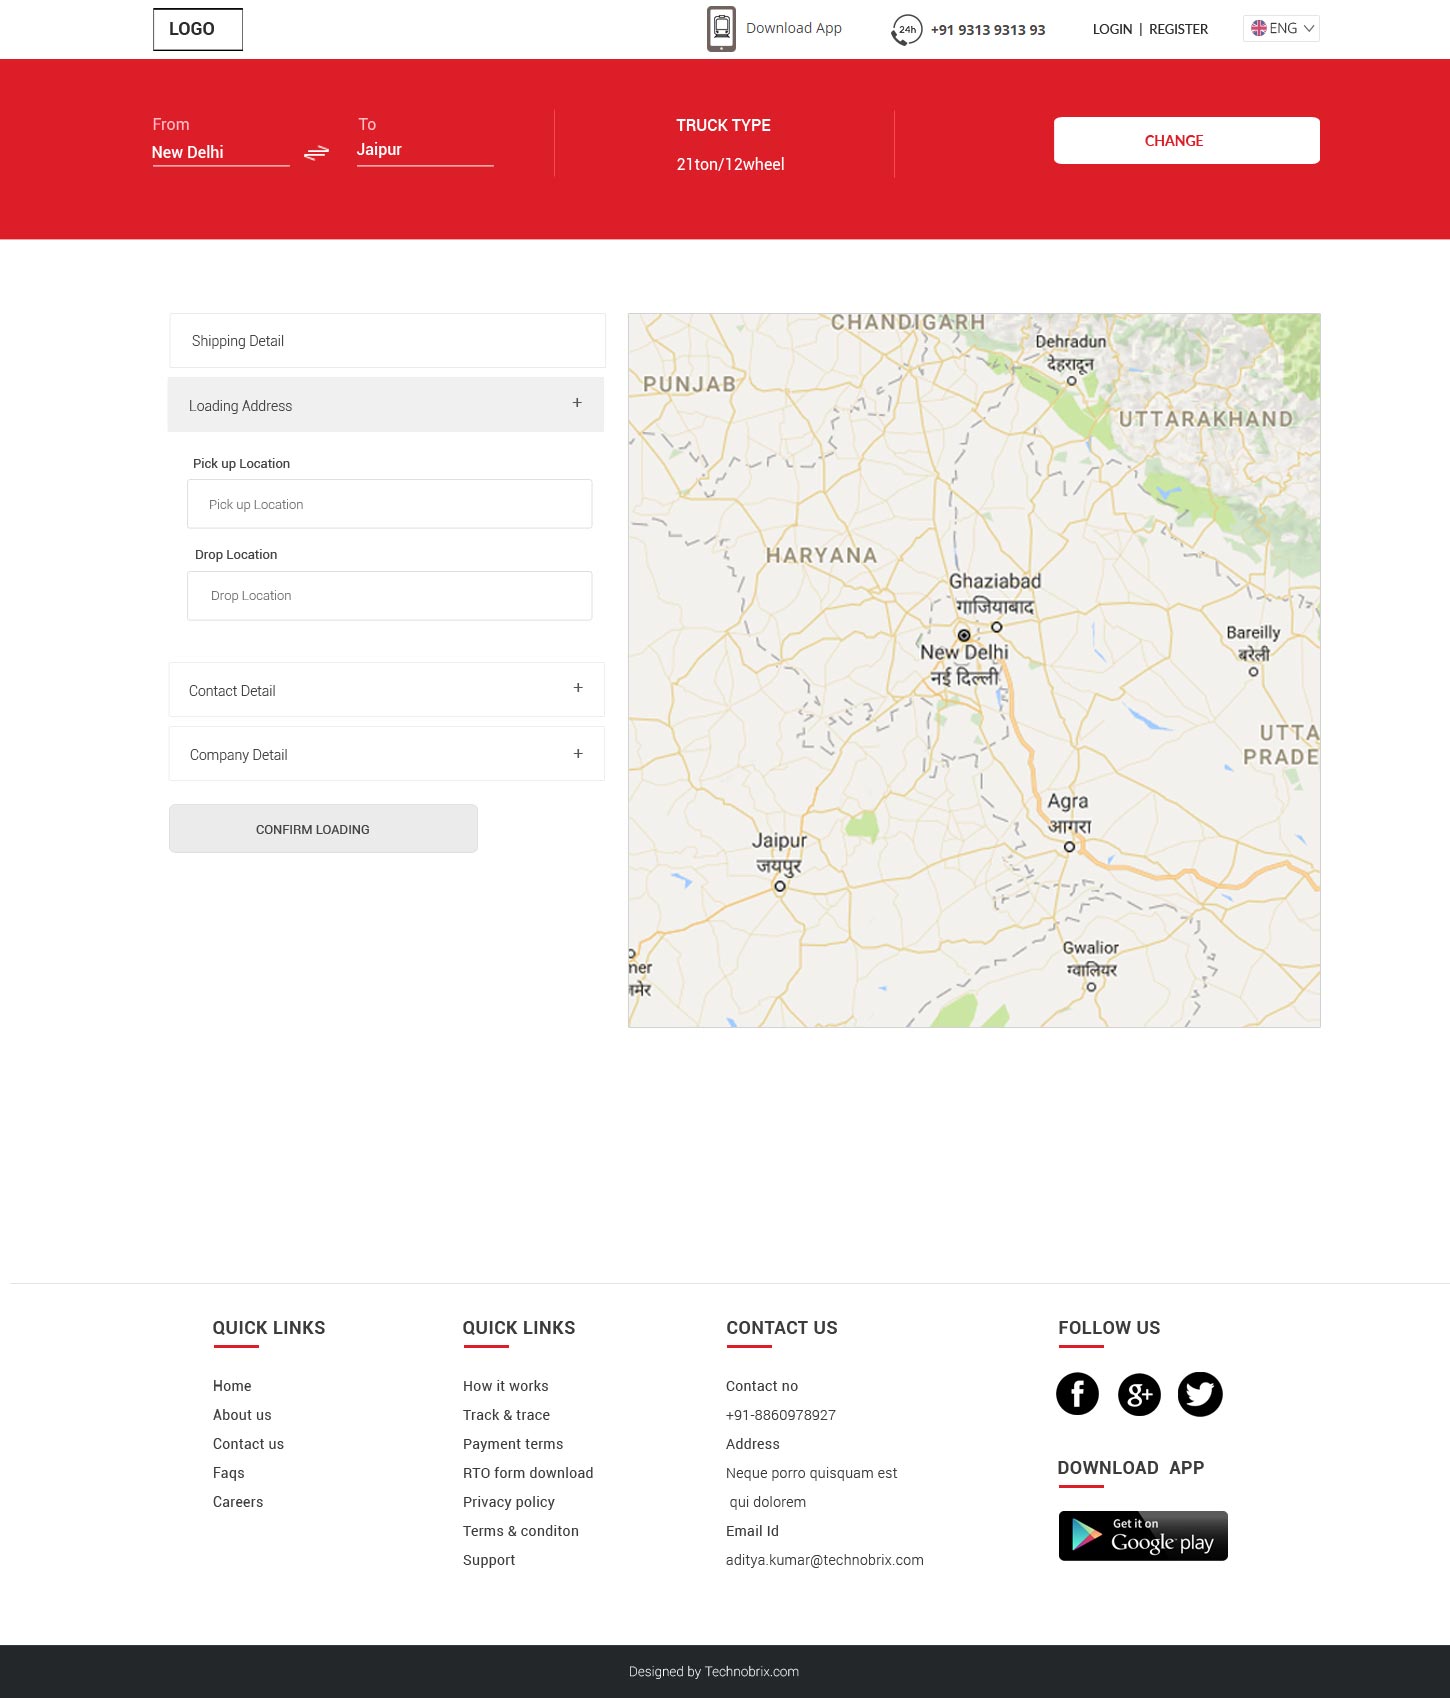 LOGO
Download App
24h
+91 9313 9313 93
LOGIN | REGISTER
ENG
From
New Delhi
To
Jaipur
TRUCK TYPE
21ton/12wheel
CHANGE
Shipping Detail
Loading Address +
Pick up Location
Pick up Location
Drop Location
Drop Location
Contact Detail +
Company Detail +
CONFIRM LOADING
CHANDIGARH
Dehradun
देहरादून
PUNJAB
UTTARAKHAND
HARYANA
Ghaziabad
गाजियाबाद
New Delhi
नई दिल्ली
Bareilly
बरेली
UTTA
PRADE
Agra
आगरा
Jaipur
जयपुर
Gwalior
ग्वालियर
mer
जमेर
QUICK LINKS
Home
About us
Contact us
Faqs
Careers
QUICK LINKS
How it works
Track & trace
Payment terms
RTO form download
Privacy policy
Terms & conditon
Support
CONTACT US
Contact no
+91-8860978927
Address
Neque porro quisquam est
qui dolorem
Email Id
aditya.kumar@technobrix.com
FOLLOW US
f
g+
DOWNLOAD APP
Get it on
Google play
Designed by Technobrix.com